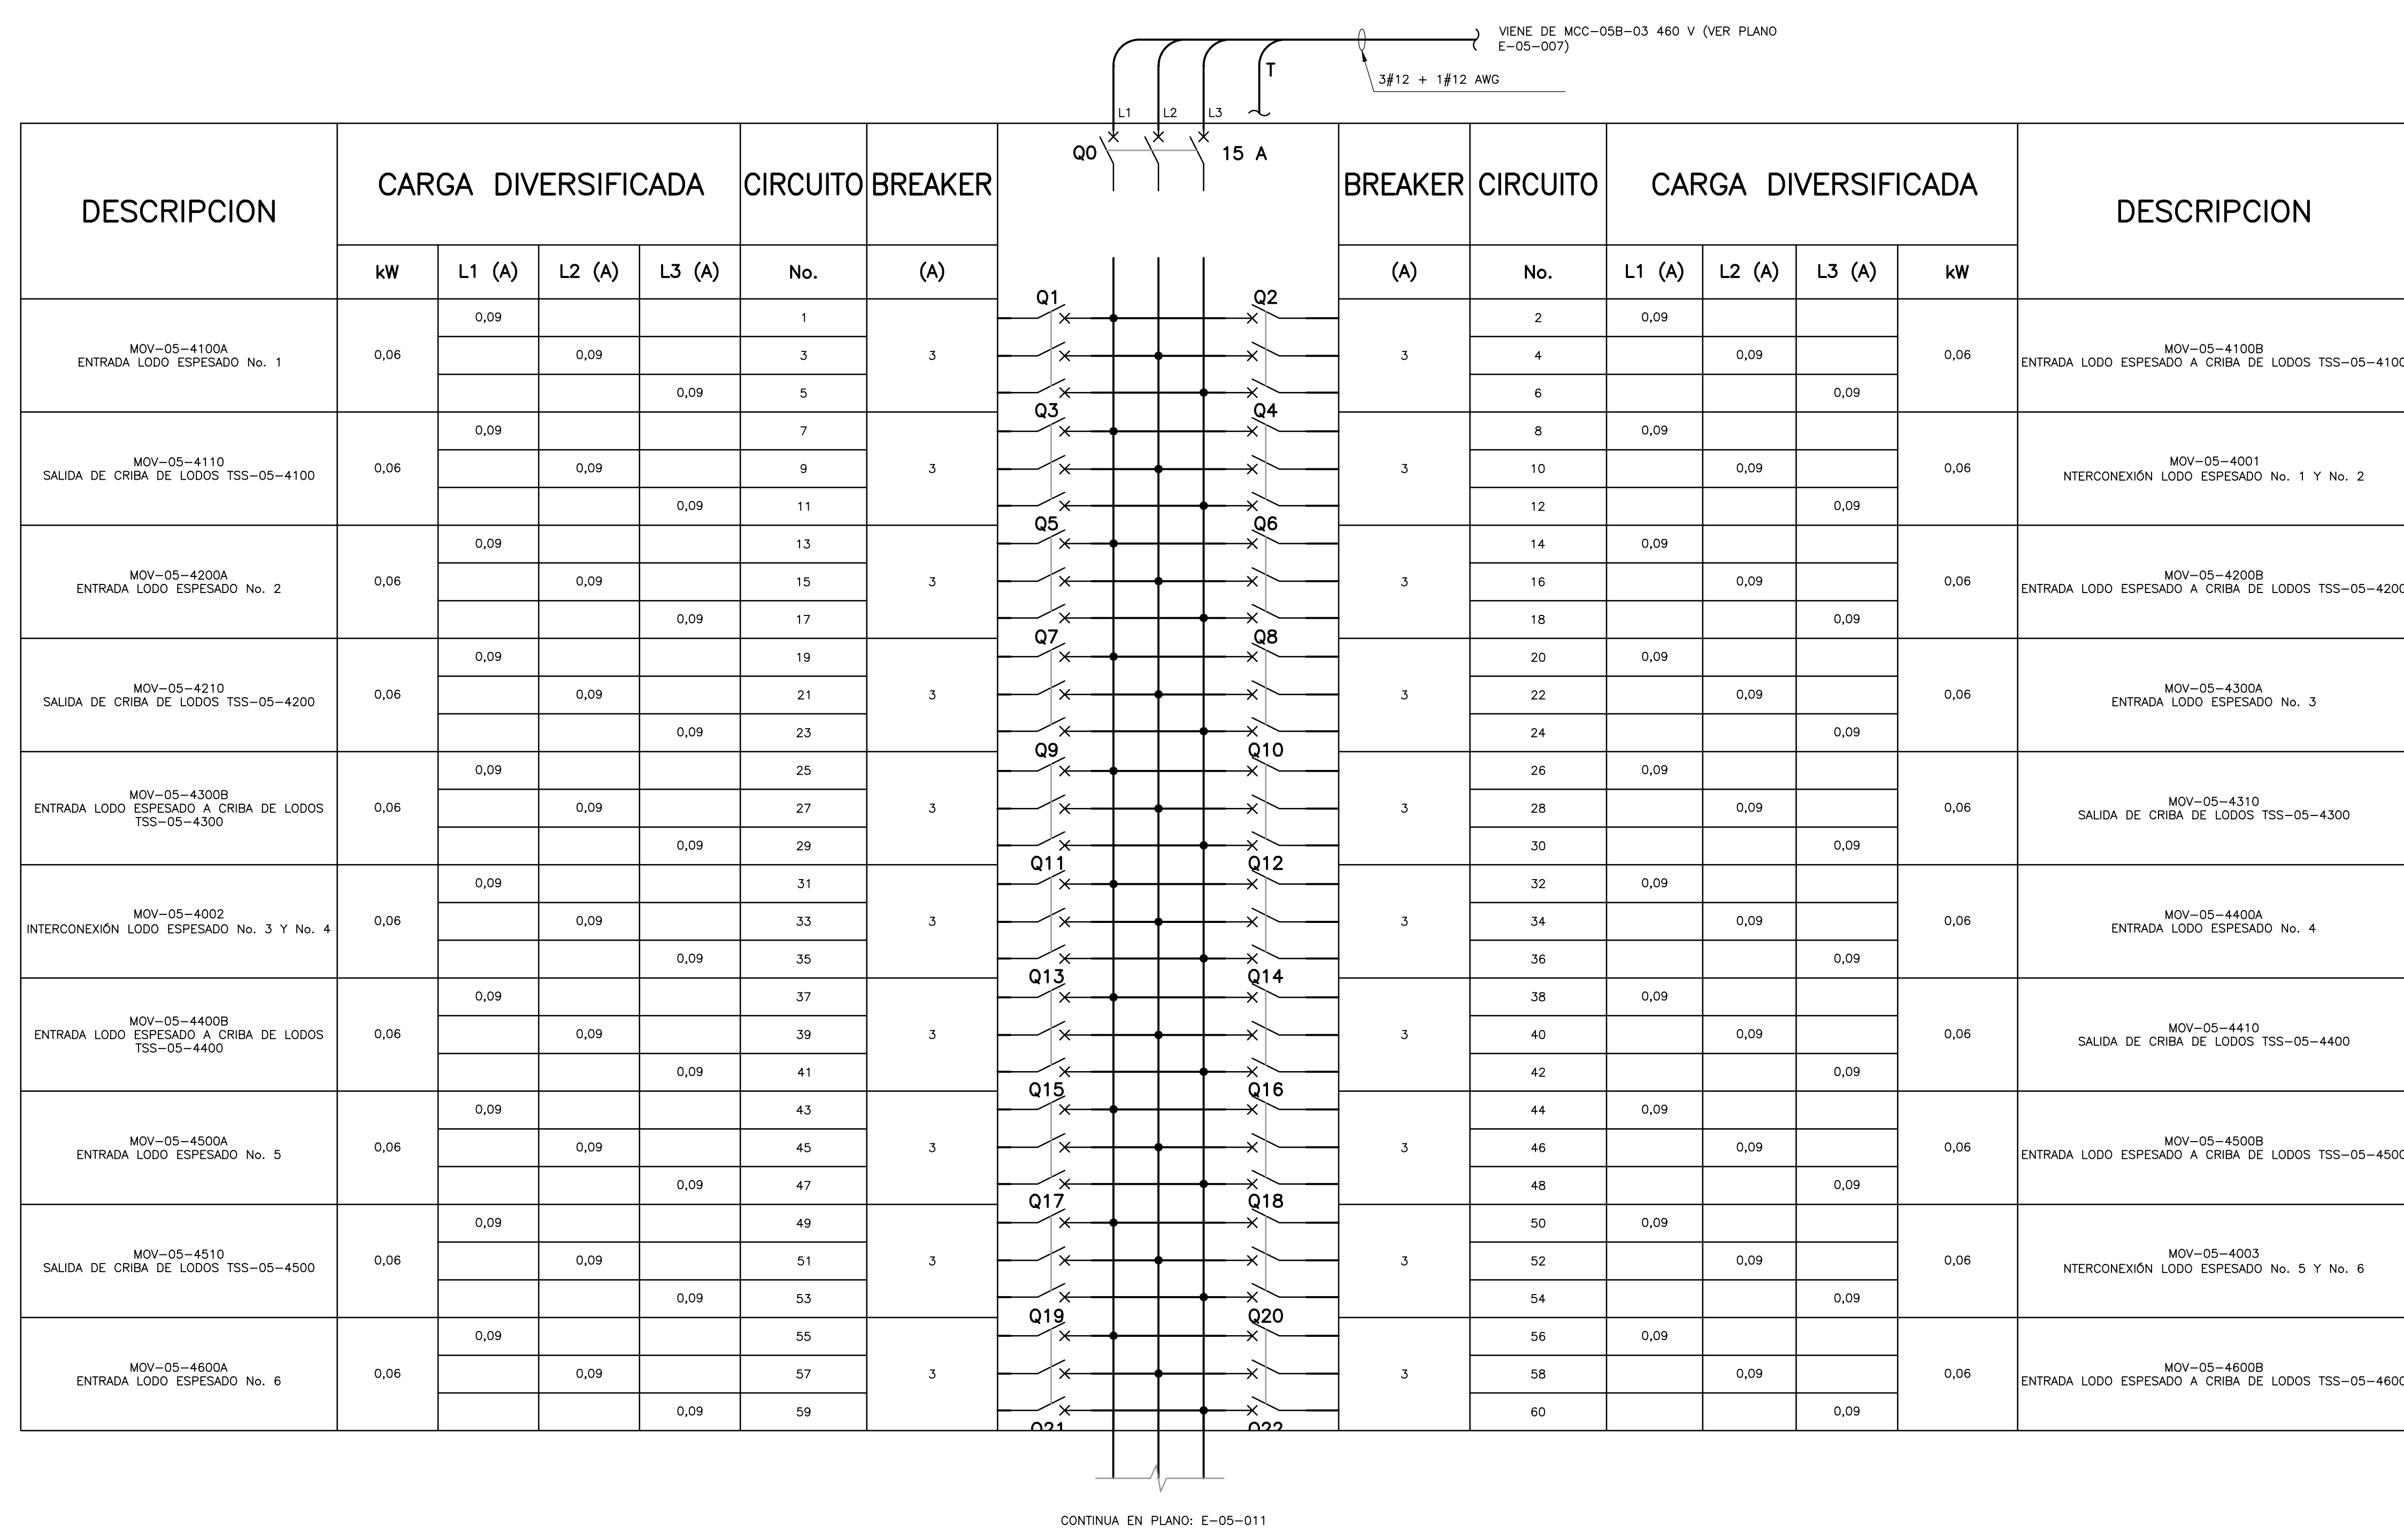 VIENE DE MCC-05B-03 460 V (VER PLANO
E-05-007)
T
3#12 + 1#12 AWG
L1 L2 L3
Q0 15 A
DESCRIPCION CARGA DIVERSIFICADA CIRCUITO BREAKER BREAKER CIRCUITO CARGA DIVERSIFICADA DESCRIPCION
kW L1 (A) L2 (A) L3 (A) No. (A) (A) No. L1 (A) L2 (A) L3 (A) kW
Q1 Q2
0,09 1 2 0,09
MOV-05-4100A
ENTRADA LODO ESPESADO No. 1
0,06 0,09 3 3 3 4 0,09 0,06
MOV-05-4100B
ENTRADA LODO ESPESADO A CRIBA DE LODOS TSS-05-4100
0,09 5 6 0,09
Q3 Q4
0,09 7 8 0,09
MOV-05-4110
SALIDA DE CRIBA DE LODOS TSS-05-4100
0,06 0,09 9 3 3 10 0,09 0,06
MOV-05-4001
NTERCONEXIÓN LODO ESPESADO No. 1 Y No. 2
0,09 11 12 0,09
Q5 Q6
0,09 13 14 0,09
MOV-05-4200A
ENTRADA LODO ESPESADO No. 2
0,06 0,09 15 3 3 16 0,09 0,06
MOV-05-4200B
ENTRADA LODO ESPESADO A CRIBA DE LODOS TSS-05-4200
0,09 17 18 0,09
Q7 Q8
0,09 19 20 0,09
MOV-05-4210
SALIDA DE CRIBA DE LODOS TSS-05-4200
0,06 0,09 21 3 3 22 0,09 0,06
MOV-05-4300A
ENTRADA LODO ESPESADO No. 3
0,09 23 24 0,09
Q9 Q10
0,09 25 26 0,09
MOV-05-4300B
ENTRADA LODO ESPESADO A CRIBA DE LODOS
TSS-05-4300
0,06 0,09 27 3 3 28 0,09 0,06
MOV-05-4310
SALIDA DE CRIBA DE LODOS TSS-05-4300
0,09 29 30 0,09
Q11 Q12
0,09 31 32 0,09
MOV-05-4002
INTERCONEXIÓN LODO ESPESADO No. 3 Y No. 4
0,06 0,09 33 3 3 34 0,09 0,06
MOV-05-4400A
ENTRADA LODO ESPESADO No. 4
0,09 35 36 0,09
Q13 Q14
0,09 37 38 0,09
MOV-05-4400B
ENTRADA LODO ESPESADO A CRIBA DE LODOS
TSS-05-4400
0,06 0,09 39 3 3 40 0,09 0,06
MOV-05-4410
SALIDA DE CRIBA DE LODOS TSS-05-4400
0,09 41 42 0,09
Q15 Q16
0,09 43 44 0,09
MOV-05-4500A
ENTRADA LODO ESPESADO No. 5
0,06 0,09 45 3 3 46 0,09 0,06
MOV-05-4500B
ENTRADA LODO ESPESADO A CRIBA DE LODOS TSS-05-4500
0,09 47 48 0,09
Q17 Q18
0,09 49 50 0,09
MOV-05-4510
SALIDA DE CRIBA DE LODOS TSS-05-4500
0,06 0,09 51 3 3 52 0,09 0,06
MOV-05-4003
NTERCONEXIÓN LODO ESPESADO No. 5 Y No. 6
0,09 53 54 0,09
Q19 Q20
0,09 55 56 0,09
MOV-05-4600A
ENTRADA LODO ESPESADO No. 6
0,06 0,09 57 3 3 58 0,09 0,06
MOV-05-4600B
ENTRADA LODO ESPESADO A CRIBA DE LODOS TSS-05-4600
0,09 59 60 0,09
Q21 Q22
CONTINUA EN PLANO: E-05-011